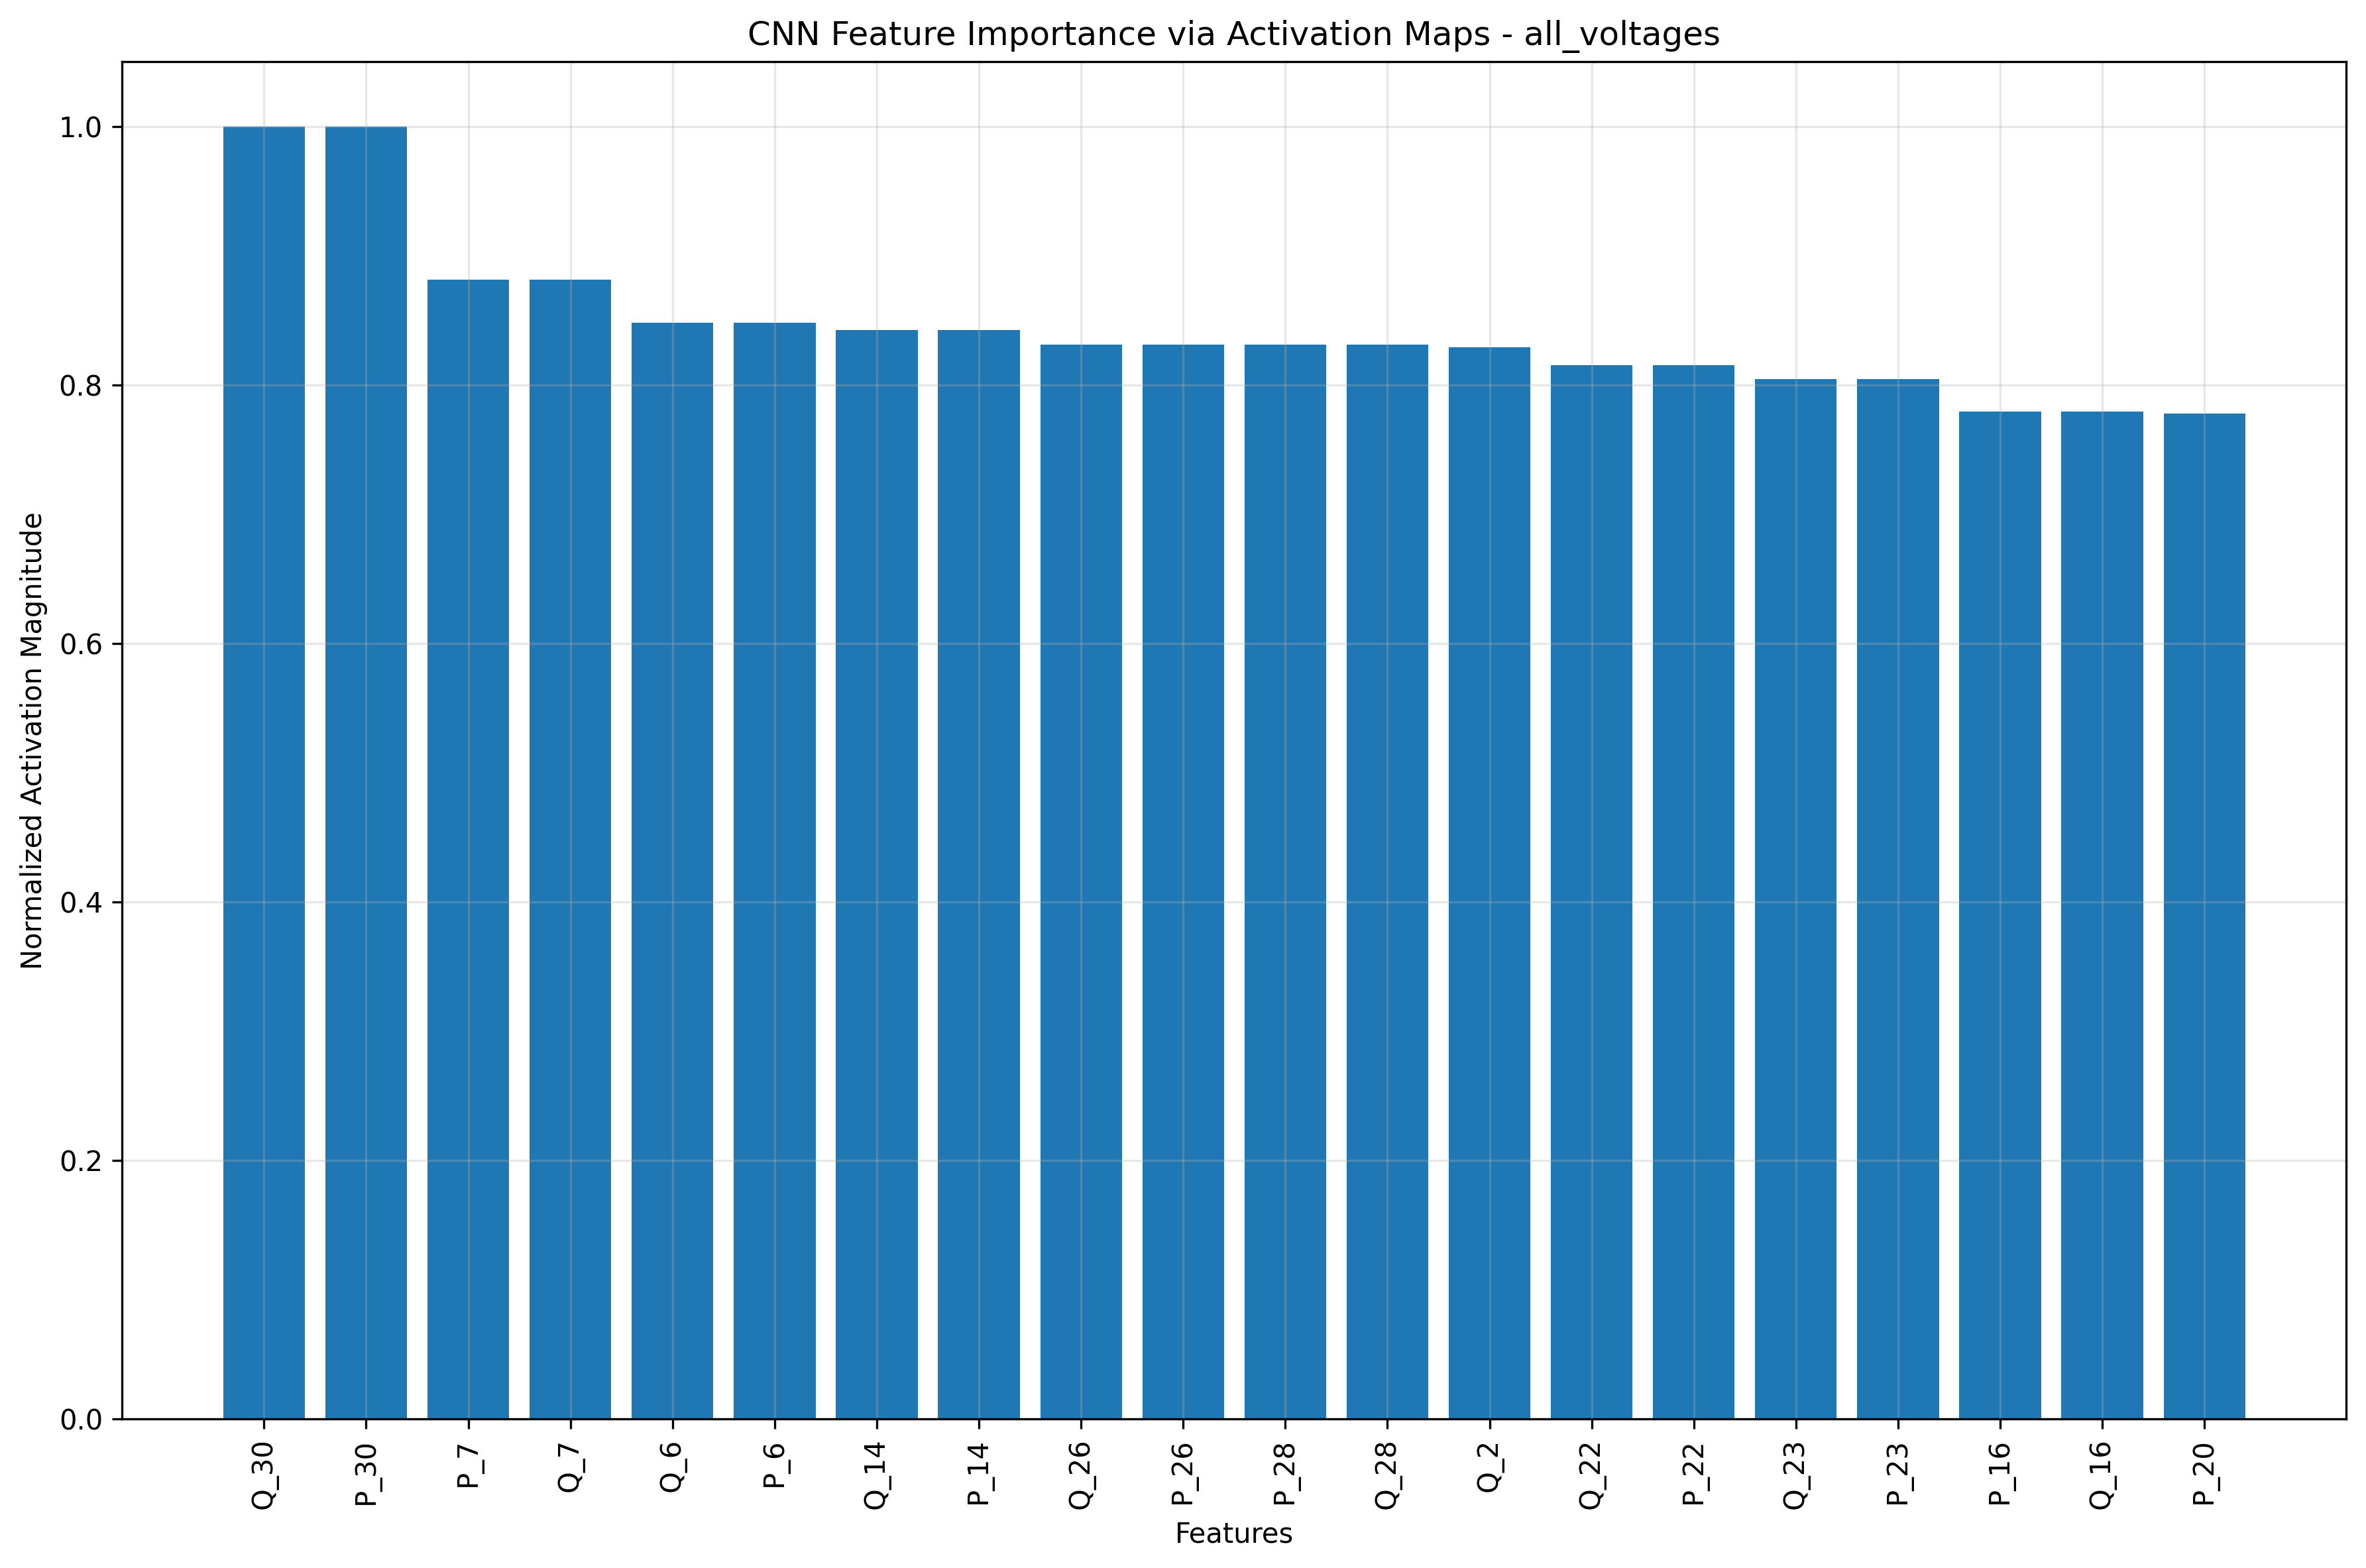 CNN Feature Importance via Activation Maps - all_voltages
Normalized Activation Magnitude
1.0
0.8
0.6
0.4
0.2
0.0
Q_30
P_30
P_7
Q_7
Q_6
P_6
Q_14
P_14
Q_26
P_26
P_28
Q_28
Q_2
Q_22
P_22
Q_23
P_23
P_16
Q_16
P_20
Features